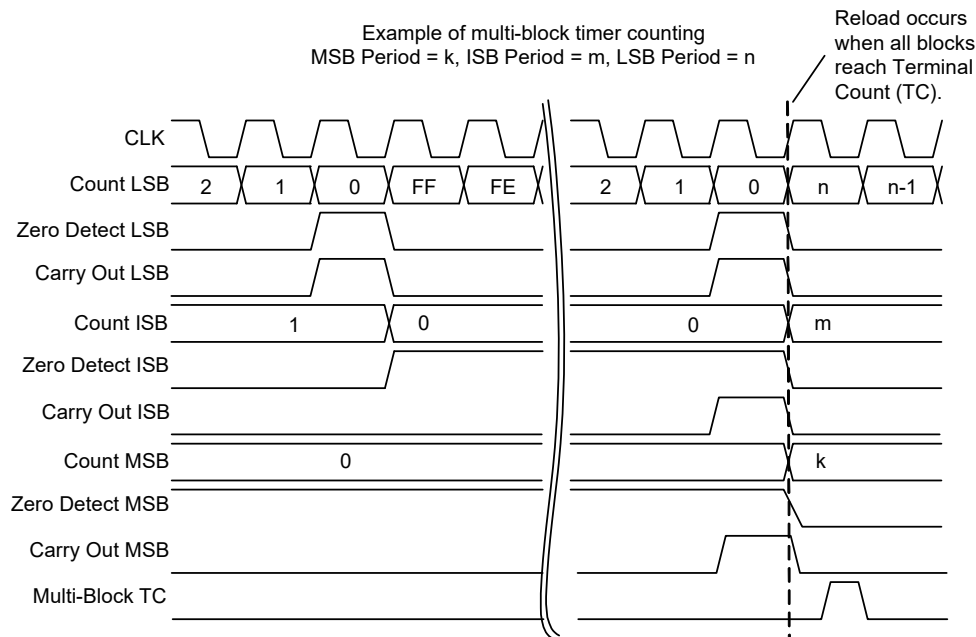 Example of multi-block timer counting
MSB Period = k, ISB Period = m, LSB Period = n
Reload occurs
when all blocks
reach Terminal
Count (TC).
CLK
Count LSB 2 1 0 FF FE 2 1 0 n n-1
Zero Detect LSB
Carry Out LSB
Count ISB 1 0 0 m
Zero Detect ISB
Carry Out ISB
Count MSB 0 k
Zero Detect MSB
Carry Out MSB
Multi-Block TC